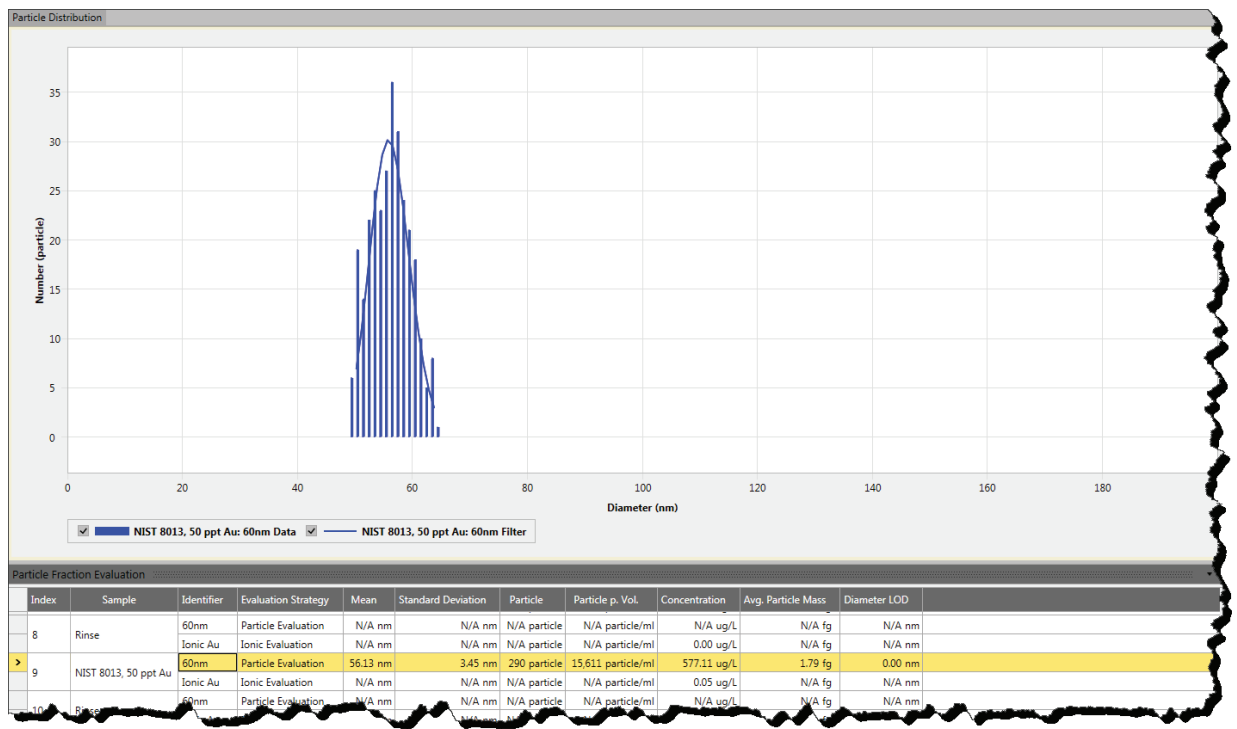 Particle Distribution
35
30
25
20
15
10
5
0
Number (particle)
0 20 40 60 80 100 120 140 160 180
Diameter (nm)
NIST 8013, 50 ppt Au: 60nm Data NIST 8013, 50 ppt Au: 60nm Filter
Particle Fraction Evaluation
Index Sample Identifier Evaluation Strategy Mean Standard Deviation Particle Particle p. Vol. Concentration Avg. Particle Mass Diameter LOD
8 Rinse 60nm Particle Evaluation N/A nm N/A nm N/A particle N/A particle/ml N/A ug/L N/A fg N/A nm
Ionic Au Ionic Evaluation N/A nm N/A nm N/A particle N/A particle/ml 0.00 ug/L N/A fg N/A nm
9 NIST 8013, 50 ppt Au 60nm Particle Evaluation 56.13 nm 3.45 nm 290 particle 15,611 particle/ml 577.11 ug/L 1.79 fg 0.00 nm
Ionic Au Ionic Evaluation N/A nm N/A nm N/A particle N/A particle/ml 0.05 ug/L N/A fg N/A nm
10 Rinse 60nm Particle Evaluation N/A nm N/A nm N/A particle N/A particle/ml N/A ug/L N/A fg N/A nm